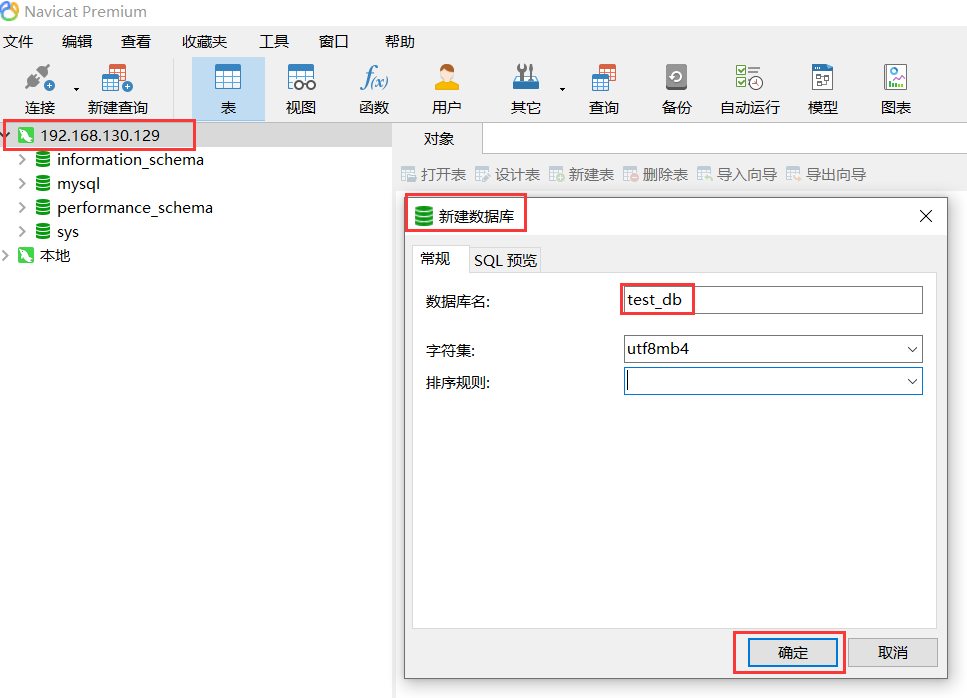 Navicat Premium
文件 编辑 查看 收藏夹 工具 窗口 帮助
连接 新建查询 表 视图 函数 用户 其它 查询 备份 自动运行 模型 图表
192.168.130.129
information_schema
mysql
performance_schema
sys
本地
对象
打开表 设计表 新建表 删除表 导入向导 导出向导
新建数据库
常规 SQL 预览
数据库名: test_db
字符集: utf8mb4
排序规则:
确定 取消